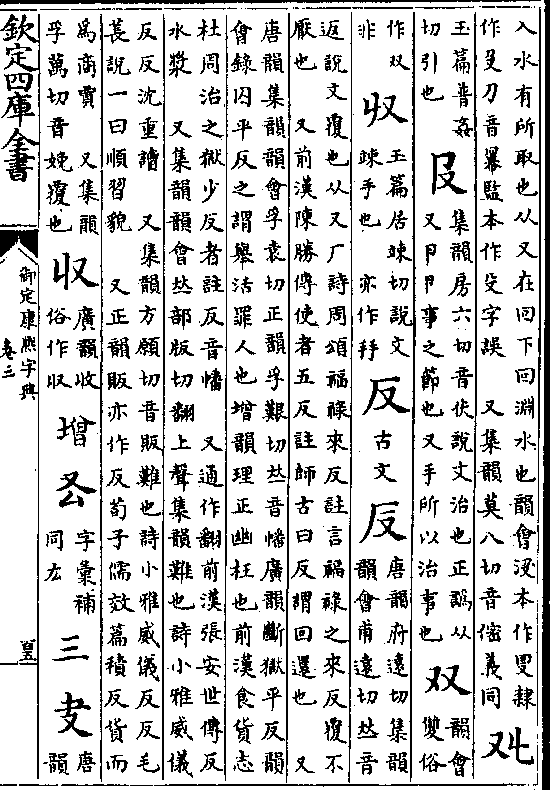 入水有所取也从又在囘下囘淵水也韻會没本作㕛隸
作㕛刀音㬥監本作殳字誤　又集韻莫八切音傛義同
𠬛
玉篇普姦
切引也
𠬝
集韻房六切音伏說文治也正譌从
又卪卪事之節也又手所以治事也
双
韻會
雙俗
作双
非
𠬞
玉篇居竦切說文
竦手也　亦作拜
反
古文
𠬡
唐韻府遠切集韻
韻會甫遠切𠀤音
返說文覆也从又厂詩周頌福祿來反註言福祿之來反覆不
厭也　又前漢陳勝傳使者五反註師古曰反謂回還也　又
唐韻集韻韻會孚袁切正韻孚艱切𠀤音幡廣韻斷獄平反韻
會錄囚平反之謂舉活罪人也增韻理正幽枉也前漢食貨志
杜周治之獄少反者註反音幡　又通作翻前漢張安世傳反
水漿　又集韻韻會𠀤部版切翻上聲集韻難也詩小雅威儀
反反沈重讀　又集韻方願切音販難也詩小雅威儀反反毛
萇說一曰順習貌　又正韻販亦作反荀子儒效篇積反貨而
爲商賈　又集韻
孚萬切音娩覆也
収
廣韻收
俗作収
增
厷
字彙補
同左
三
𠬢
唐
韻
欽定四庫全書
御定康熙字典
卷三
百五